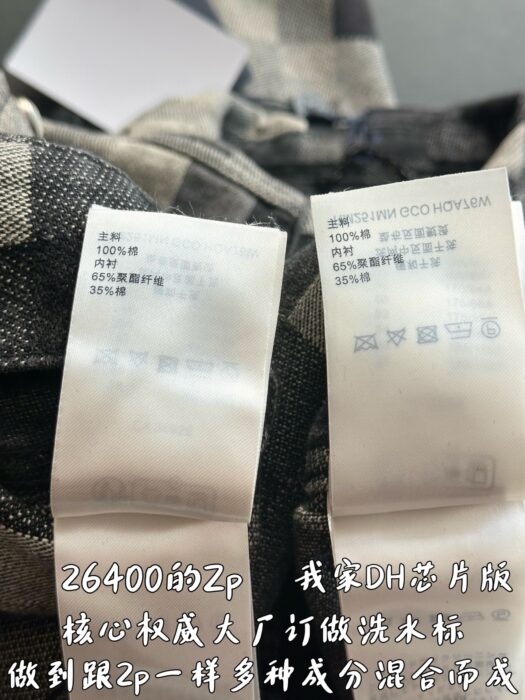 主料
100%棉
内衬
65%聚酯纤维
35%棉
主料
100%棉
内衬
65%聚酯纤维
35%棉
26400的Zp 我家DH芯片版
核心权威大厂订做洗水标
做到跟Zp一样多种成分混合而成